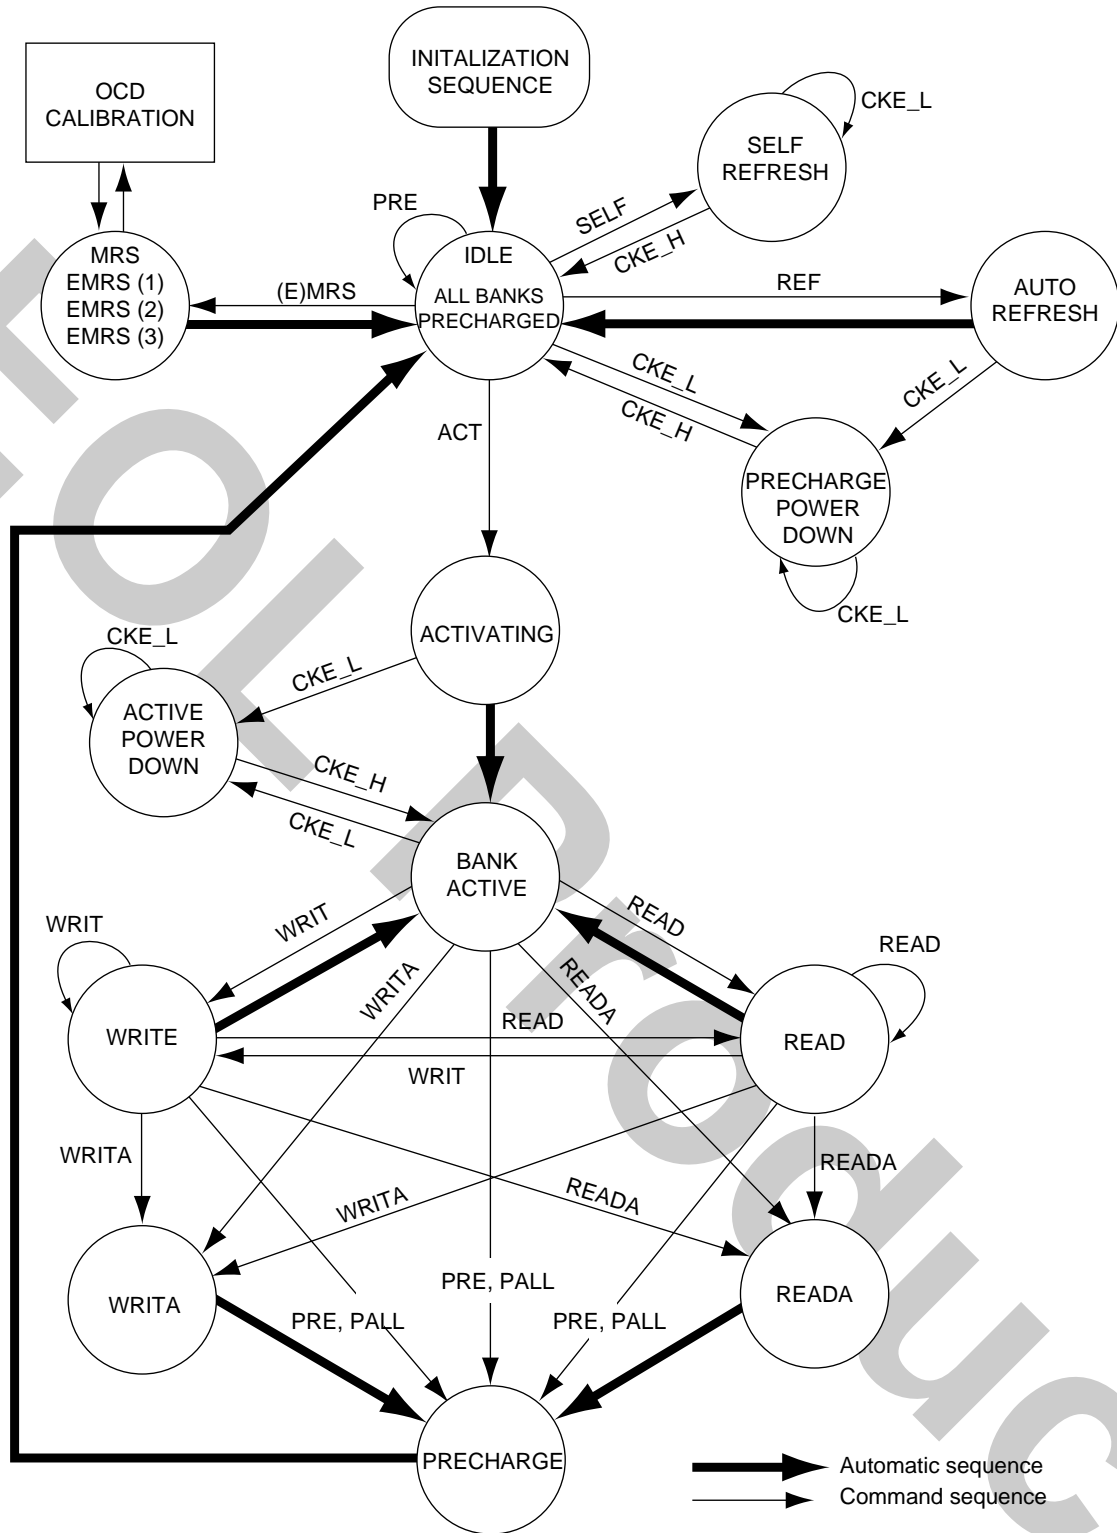 INITALIZATION
SEQUENCE
OCD
CALIBRATION
CKE_L
SELF
REFRESH
PRE
SELF
CKE_H
MRS
EMRS (1)
EMRS (2)
EMRS (3)
(E)MRS
IDLE
ALL BANKS
PRECHARGED
REF
AUTO
REFRESH
CKE_L
CKE_H
CKE_L
ACT
PRECHARGE
POWER
DOWN
CKE_L
ACTIVATING
CKE_L
CKE_L
ACTIVE
POWER
DOWN
CKE_H
CKE_L
BANK
ACTIVE
WRIT
WRIT
READ
READ
WRITA
READA
WRITE
READ
READ
WRIT
WRITA
READA
WRITA
READA
WRITA
PRE, PALL
PRE, PALL
PRE, PALL
READA
PRECHARGE
Automatic sequence
Command sequence